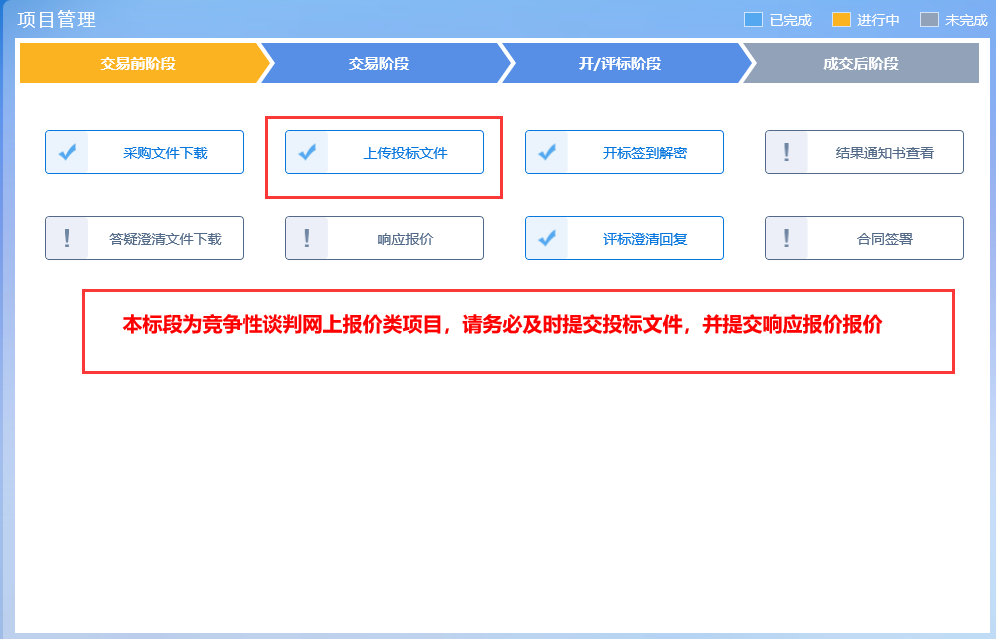 项目管理
已完成 进行中 未完成
交易前阶段 交易阶段 开/评标阶段 成交后阶段
采购文件下载 上传投标文件 开标签到解密 结果通知书查看
答疑澄清文件下载 响应报价 评标澄清回复 合同签署
本标段为竞争性谈判网上报价类项目，请务必及时提交投标文件，并提交响应报价报价